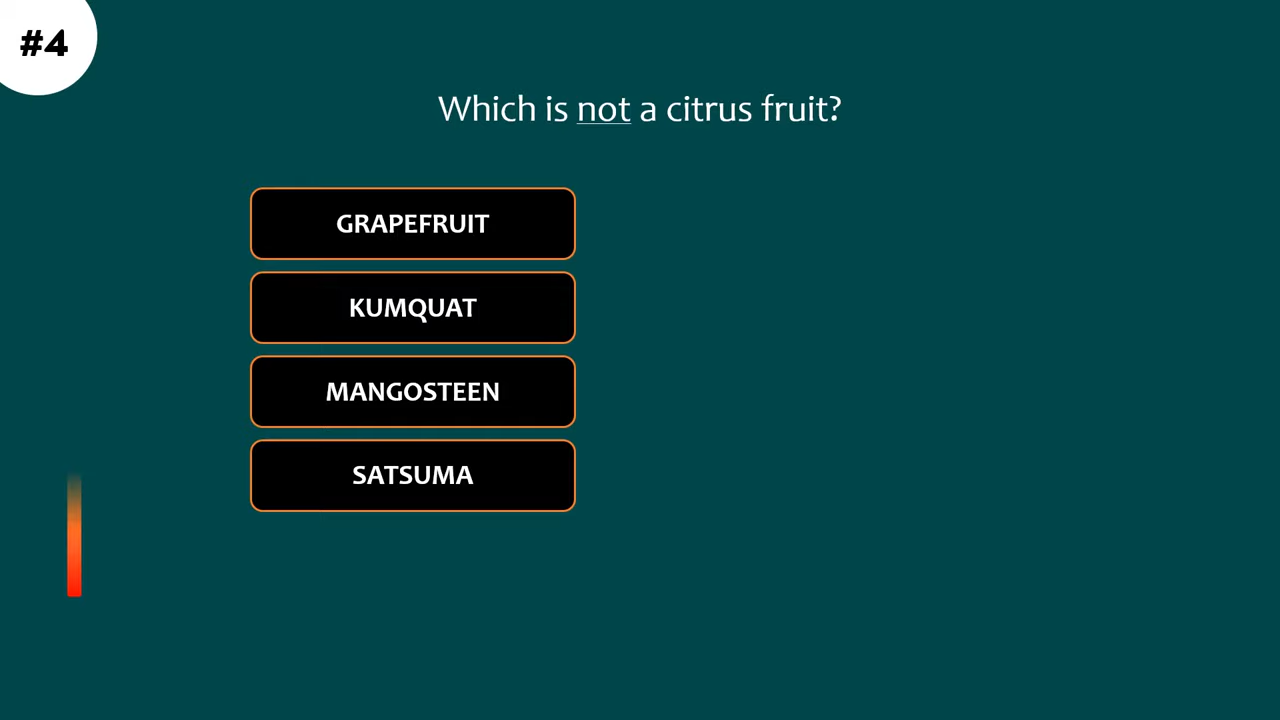 #4
Which is not a citrus fruit?
GRAPEFRUIT
KUMQUAT
MANGOSTEEN
SATSUMA